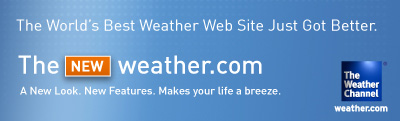 The World's Best Weather Web Site Just Got Better.
The NEW weather.com
A New Look. New Features. Makes your life a breeze.
The
Weather
Channel
weather.com